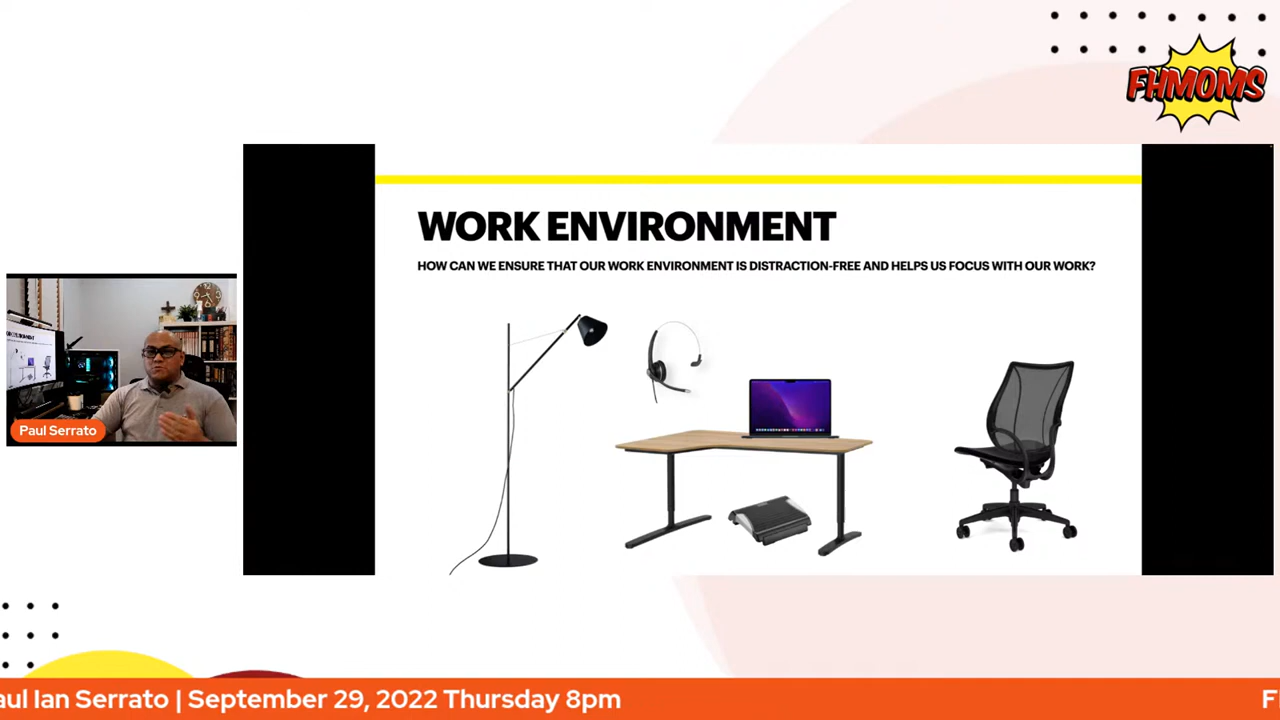 FHMOMS
WORK ENVIRONMENT
HOW CAN WE ENSURE THAT OUR WORK ENVIRONMENT IS DISTRACTION-FREE AND HELPS US FOCUS WITH OUR WORK?
Paul Serrato
aul Ian Serrato | September 29, 2022 Thursday 8pm
F